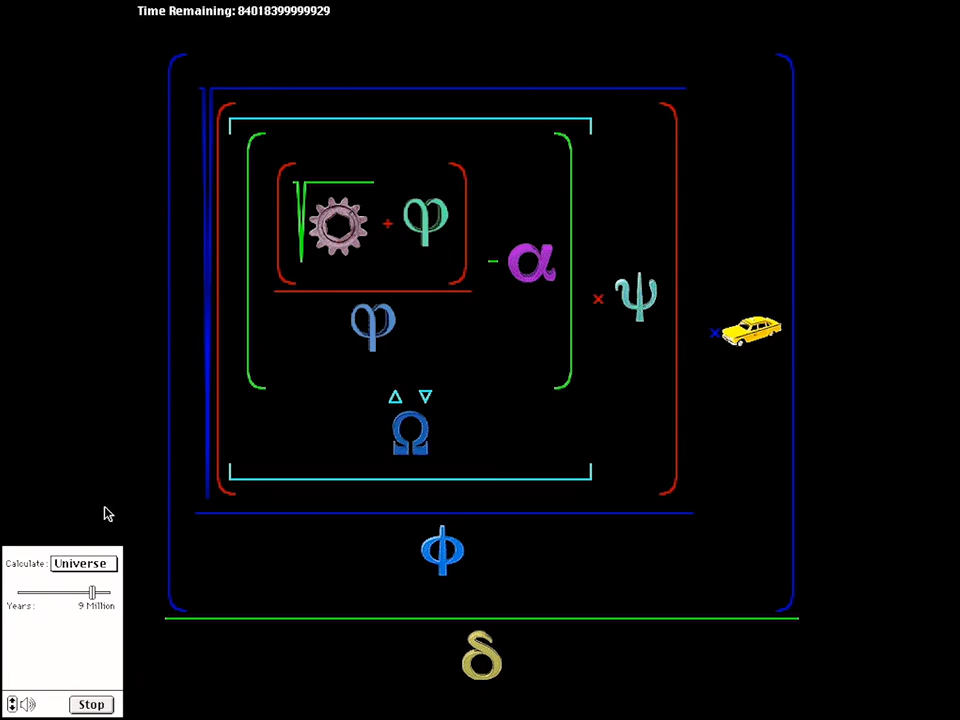 Time Remaining: 84018399999929
+ φ
- α
φ
× ψ
×
△ ▽
Ω
Φ
δ
Calculate: Universe
Years: 9 Million
Stop